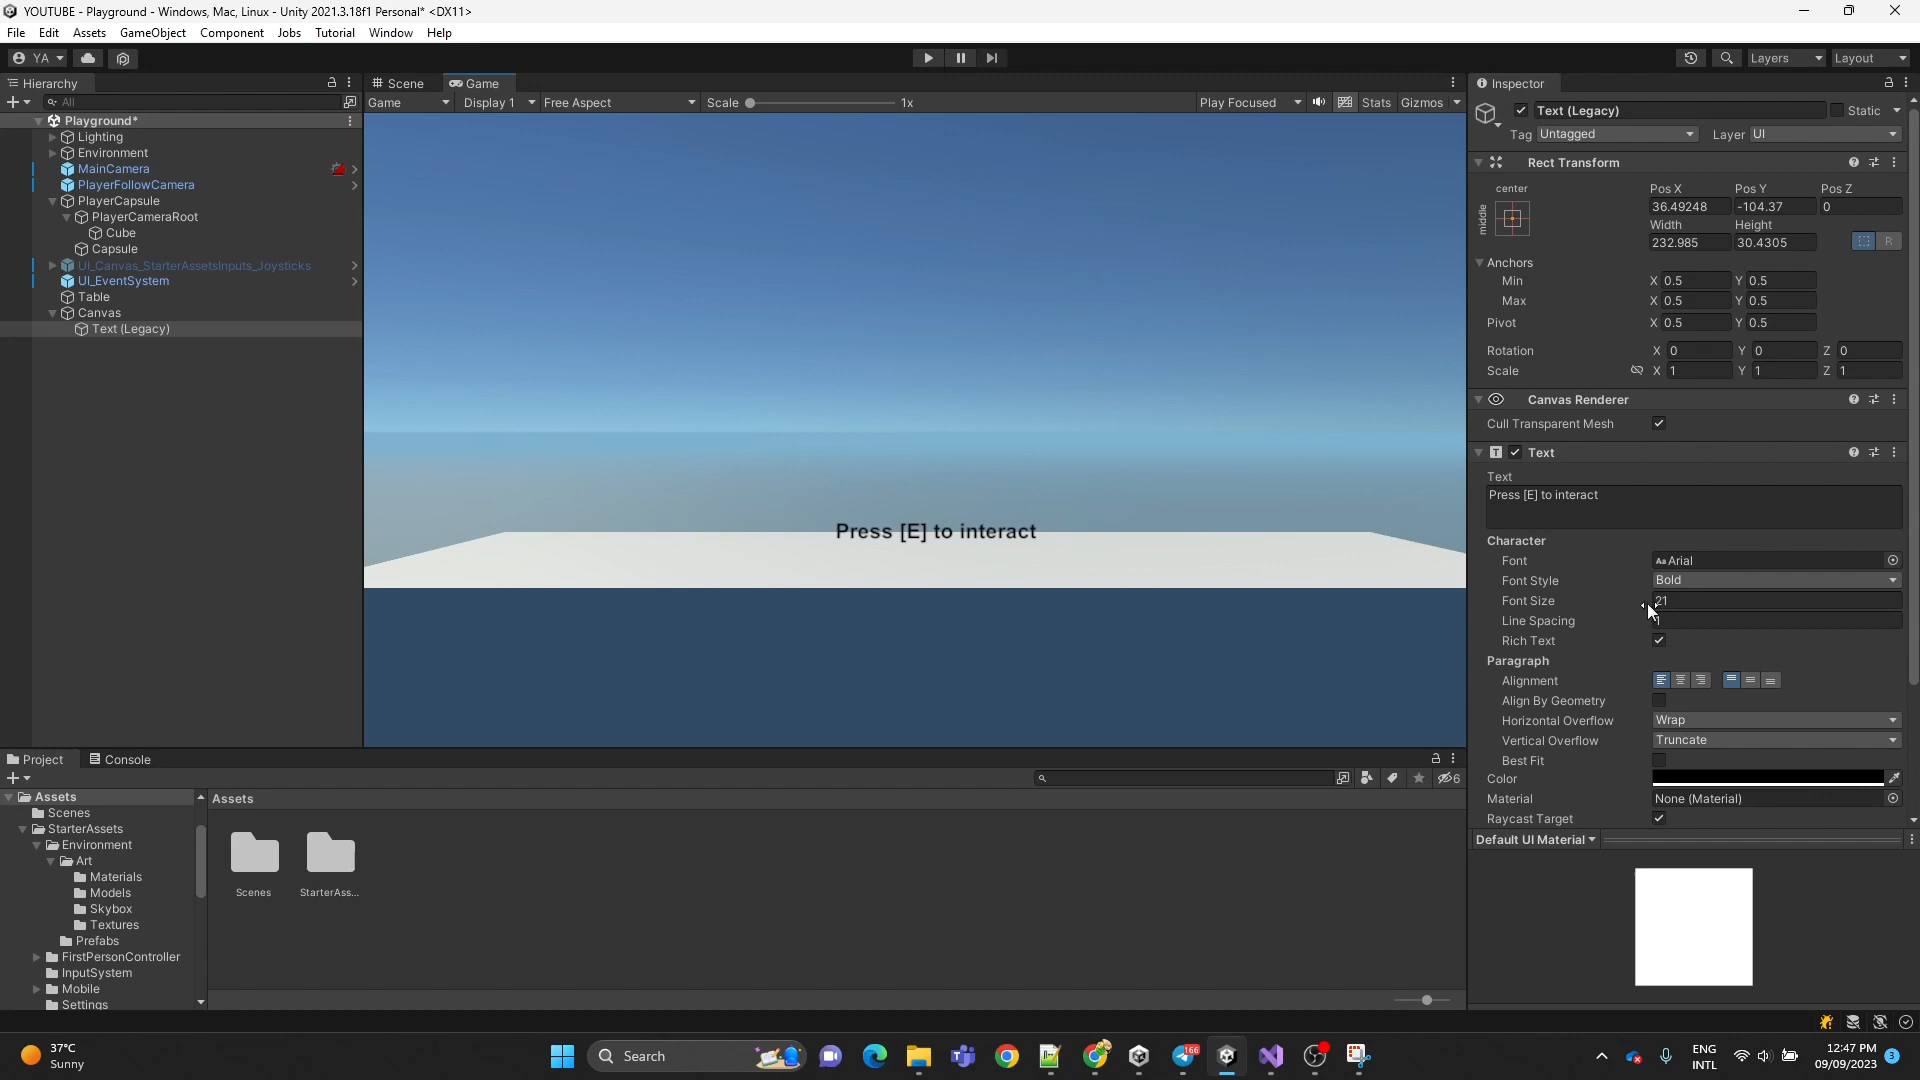 YOUTUBE - Playground - Windows, Mac, Linux - Unity 2021.3.18f1 Personal* <DX11>
File Edit Assets GameObject Component Jobs Tutorial Window Help
YA Layers Layout
Hierarchy
All
Playground*
Lighting
Environment
MainCamera
PlayerFollowCamera
PlayerCapsule
PlayerCameraRoot
Cube
Capsule
UI_Canvas_StarterAssetsInputs_Joysticks
UI_EventSystem
Table
Canvas
Text (Legacy)
Scene Game
Game Display 1 Free Aspect Scale 1x Play Focused Stats Gizmos
Press [E] to interact
Inspector
Text (Legacy) Static
Tag Untagged Layer UI
Rect Transform
center
middle
Pos X Pos Y Pos Z
36.49248 -104.37 0
Width Height
232.985 30.4305 R
Anchors
Min X 0.5 Y 0.5
Max X 0.5 Y 0.5
Pivot X 0.5 Y 0.5
Rotation X 0 Y 0 Z 0
Scale X 1 Y 1 Z 1
Canvas Renderer
Cull Transparent Mesh
Text
Text
Press [E] to interact
Character
Font Arial
Font Style Bold
Font Size 21
Line Spacing 1
Rich Text
Paragraph
Alignment
Align By Geometry
Horizontal Overflow Wrap
Vertical Overflow Truncate
Best Fit
Color
Material None (Material)
Raycast Target
Default UI Material
Project Console
6
Assets
Scenes
StarterAssets
Environment
Art
Materials
Models
Skybox
Textures
Prefabs
FirstPersonController
InputSystem
Mobile
Settings
Assets
Scenes StarterAss...
37°C
Sunny
Search
166
ENG
INTL
12:47 PM
09/09/2023
3